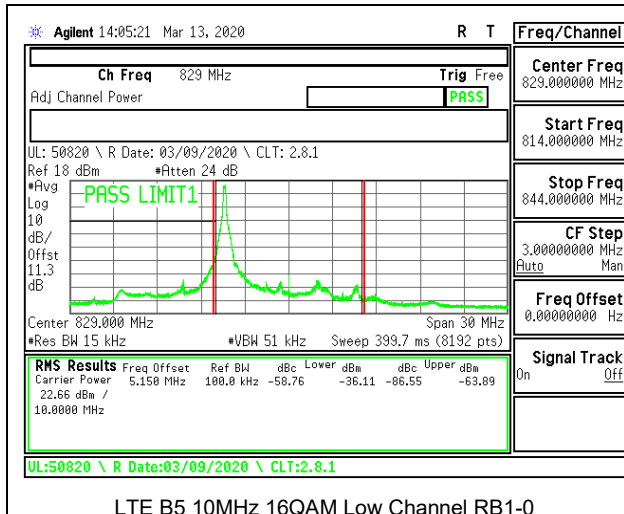 Agilent 14:05:21 Mar 13, 2020 R T
Ch Freq 829 MHz Trig Free
Adj Channel Power PASS
UL: 50820 \ R Date: 03/09/2020 \ CLT: 2.8.1
Ref 18 dBm #Atten 24 dB
#Avg
Log
10
dB/
Offst
11.3
dB
PASS LIMIT1
Center 829.000 MHz Span 30 MHz
#Res BW 15 kHz #VBW 51 kHz Sweep 399.7 ms (8192 pts)
RMS Results Freq Offset Ref BW dBc Lower dBm dBc Upper dBm
Carrier Power 5.150 MHz 100.0 kHz -58.76 -36.11 -86.55 -63.89
22.66 dBm /
10.0000 MHz
UL:50820 \ R Date:03/09/2020 \ CLT:2.8.1
Freq/Channel
Center Freq
829.000000 MHz
Start Freq
814.000000 MHz
Stop Freq
844.000000 MHz
CF Step
3.00000000 MHz
Auto Man
Freq Offset
0.00000000 Hz
Signal Track
On Off
LTE B5 10MHz 16QAM Low Channel RB1-0